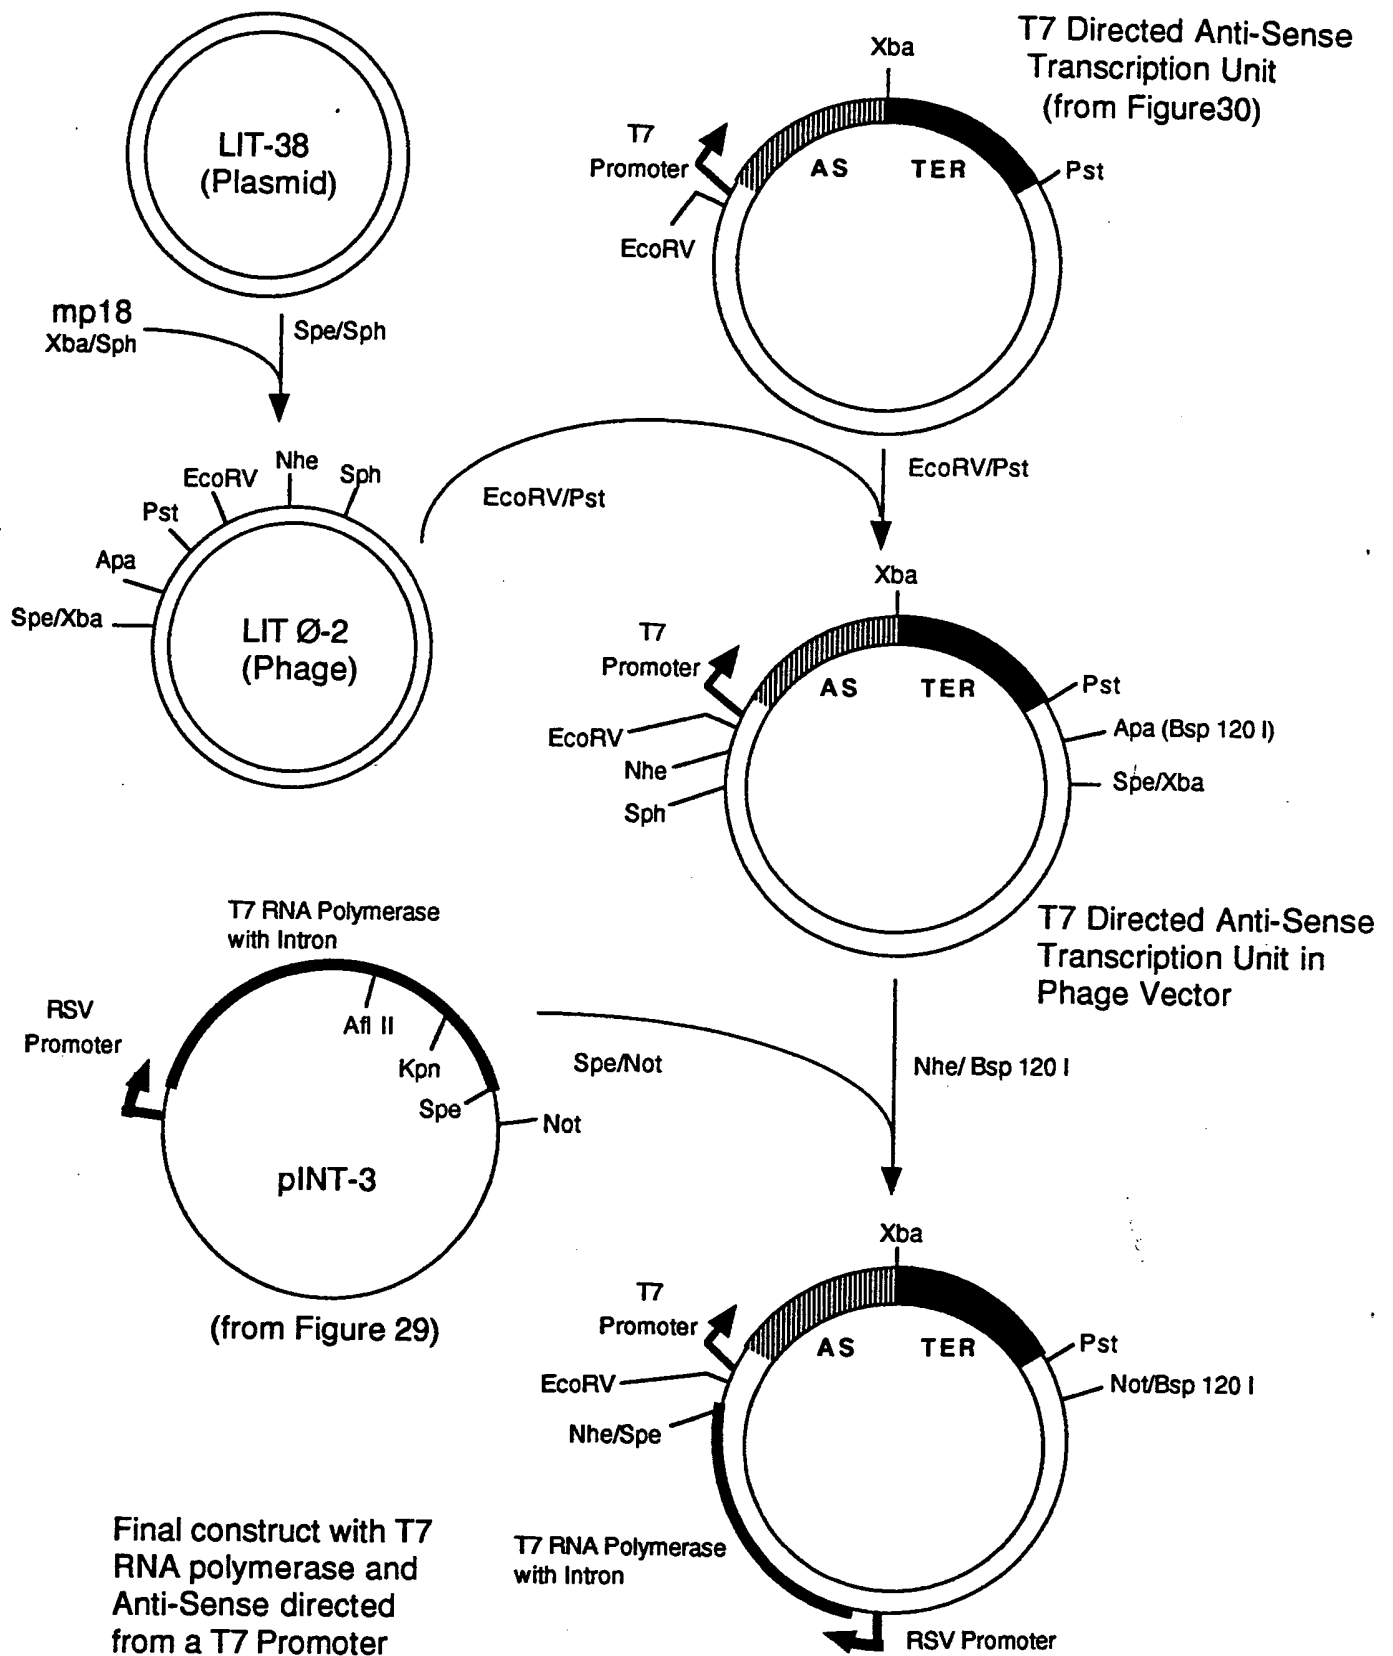 LIT-38
(Plasmid)
mp18
Xba/Sph
Spe/Sph
T7 Directed Anti-Sense
Transcription Unit
(from Figure30)
Xba
T7
Promoter
AS
TER
Pst
EcoRV
EcoRV/Pst
EcoRV/Pst
Nhe
EcoRV
Sph
Pst
Apa
Spe/Xba
LIT Ø-2
(Phage)
Xba
T7
Promoter
AS
TER
Pst
Apa (Bsp 120 I)
Spe/Xba
EcoRV
Nhe
Sph
T7 Directed Anti-Sense
Transcription Unit in
Phage Vector
T7 RNA Polymerase
with Intron
RSV
Promoter
Afl II
Kpn
Spe
Not
pINT-3
(from Figure 29)
Spe/Not
Nhe/ Bsp 120 I
Xba
T7
Promoter
AS
TER
Pst
Not/Bsp 120 I
EcoRV
Nhe/Spe
T7 RNA Polymerase
with Intron
RSV Promoter
Final construct with T7
RNA polymerase and
Anti-Sense directed
from a T7 Promoter